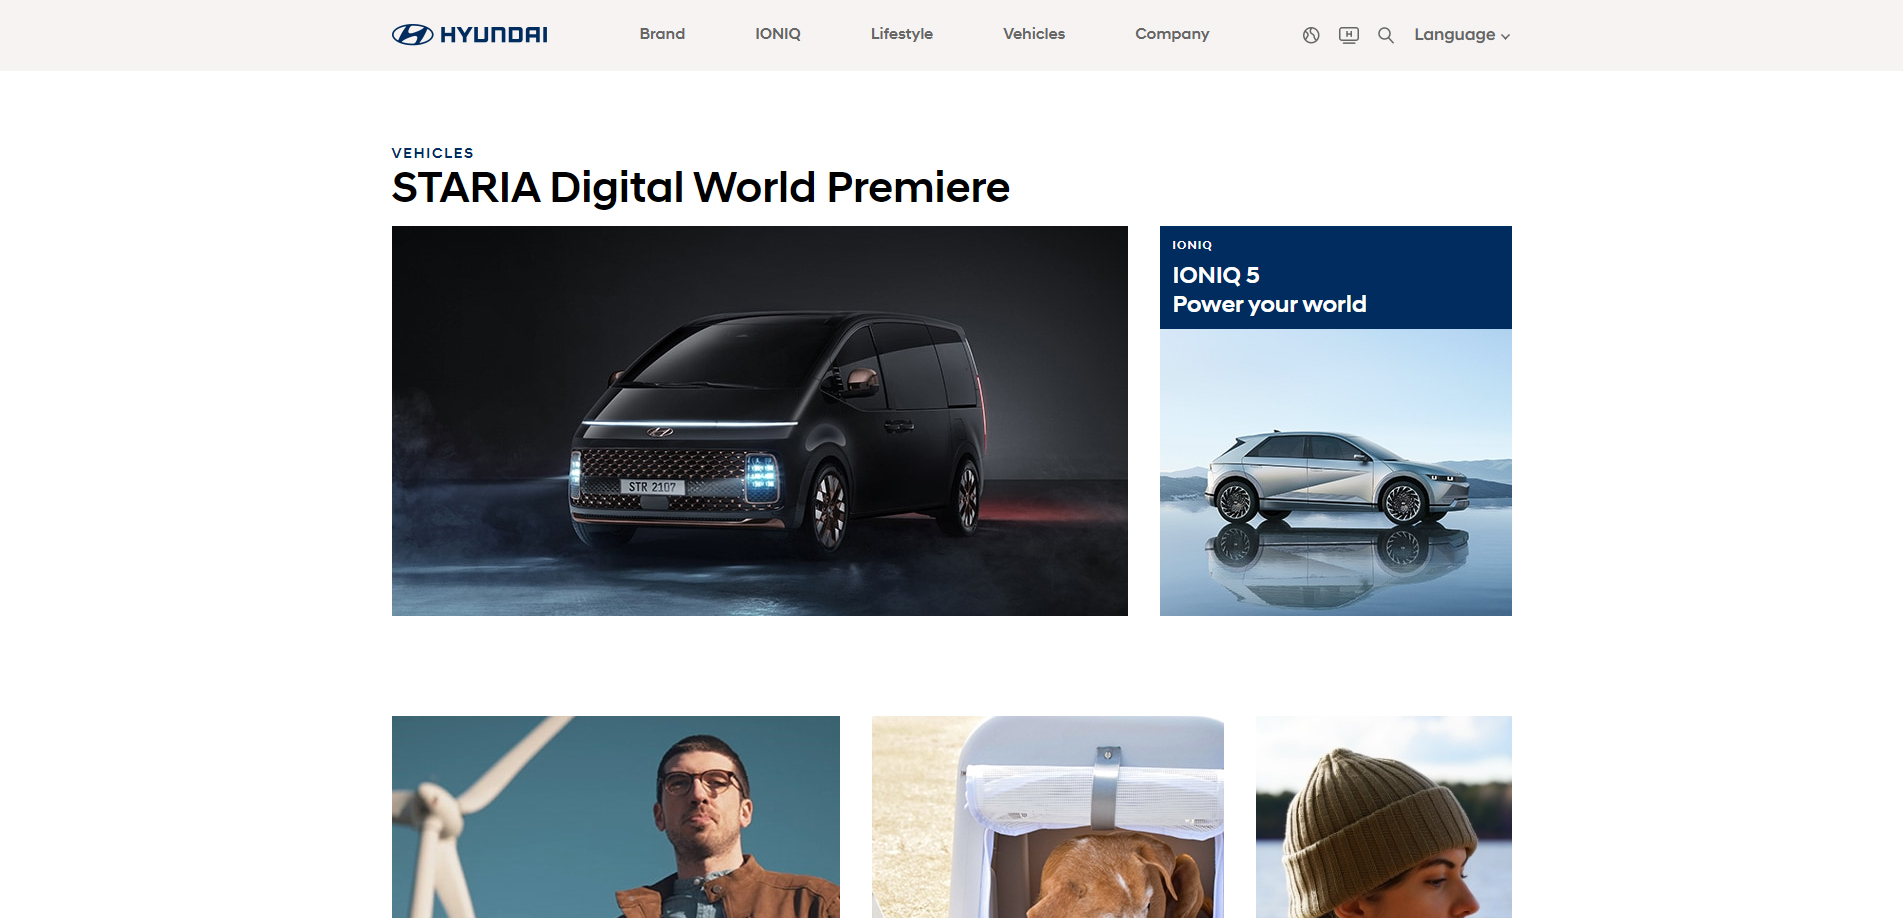 HYUNDAI
Brand
IONIQ
Lifestyle
Vehicles
Company
H
Language
VEHICLES
STARIA Digital World Premiere
STR 2107
IONIQ
IONIQ 5
Power your world